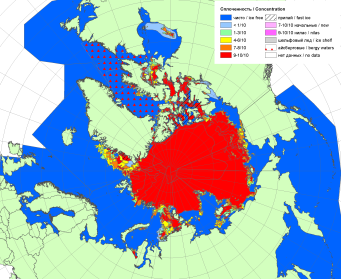 Сплоченность / Concentration
чисто / ice free
< 1/10
1-3/10
4-6/10
7-8/10
9-10/10
припай / fast ice
7-10/10 начальные / new
9-10/10 нилас / nilas
шельфовый лед / ice shelf
айсберговые / bergy waters
нет данных / no data